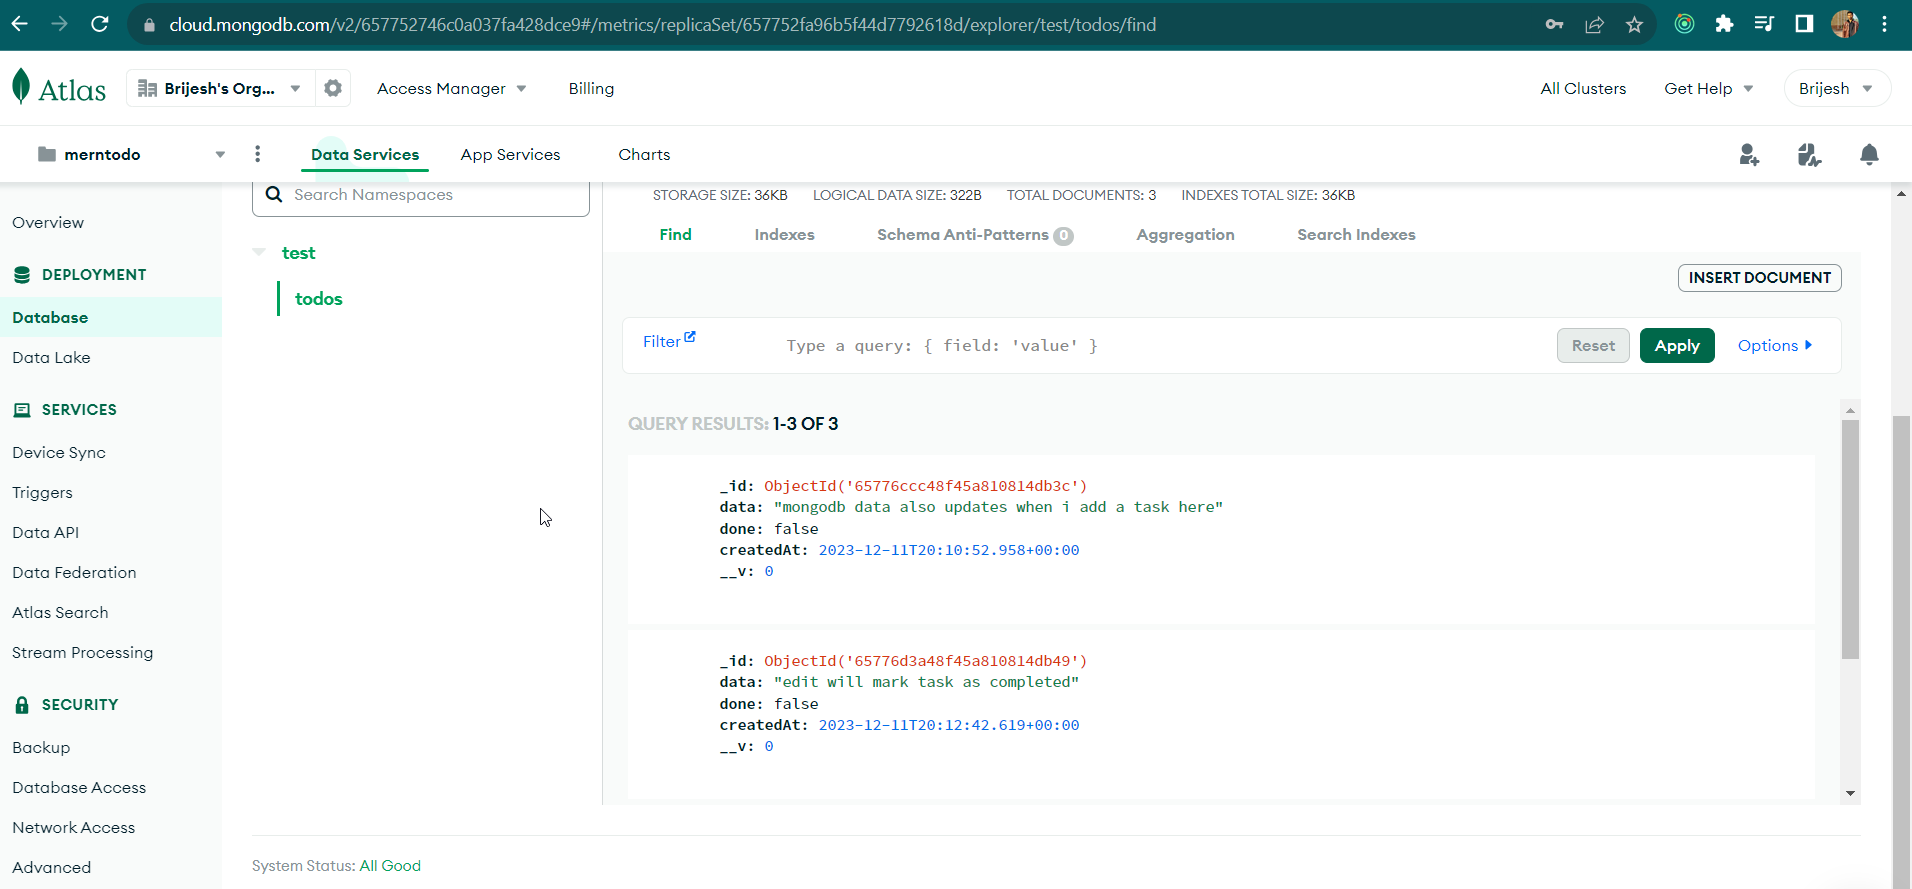 cloud.mongodb.com/v2/657752746c0a037fa428dce9#/metrics/replicaSet/657752fa96b5f44d7792618d/explorer/test/todos/find
Atlas
Brijesh's Org...
Access Manager
Billing
All Clusters
Get Help
Brijesh
merntodo
Data Services
App Services
Charts
Overview
DEPLOYMENT
Database
Data Lake
SERVICES
Device Sync
Triggers
Data API
Data Federation
Atlas Search
Stream Processing
SECURITY
Backup
Database Access
Network Access
Advanced
Search Namespaces
test
todos
STORAGE SIZE: 36KB LOGICAL DATA SIZE: 322B TOTAL DOCUMENTS: 3 INDEXES TOTAL SIZE: 36KB
Find Indexes Schema Anti-Patterns 0 Aggregation Search Indexes
INSERT DOCUMENT
Filter Type a query: { field: 'value' } Reset Apply Options
QUERY RESULTS: 1-3 OF 3
_id: ObjectId('65776ccc48f45a810814db3c')
data: "mongodb data also updates when i add a task here"
done: false
createdAt: 2023-12-11T20:10:52.958+00:00
__v: 0
_id: ObjectId('65776d3a48f45a810814db49')
data: "edit will mark task as completed"
done: false
createdAt: 2023-12-11T20:12:42.619+00:00
__v: 0
System Status: All Good